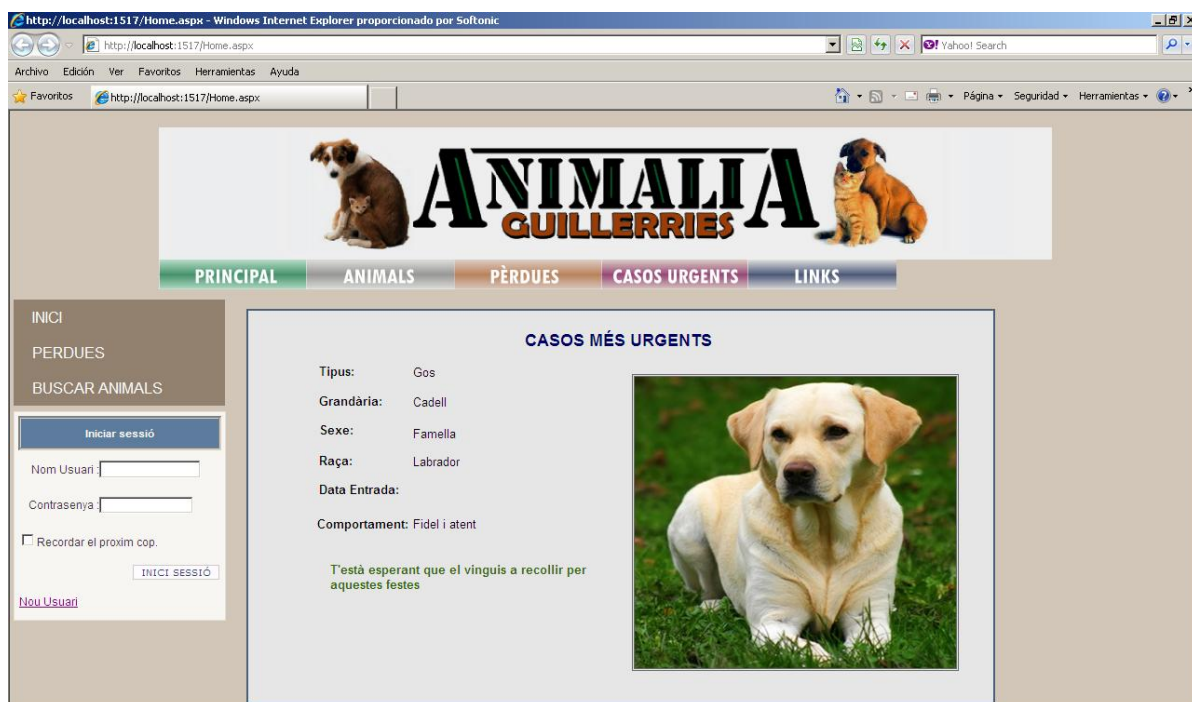 http://localhost:1517/Home.aspx - Windows Internet Explorer proporcionado por Softonic
http://localhost:1517/Home.aspx
Yahoo! Search
Archivo Edición Ver Favoritos Herramientas Ayuda
Favoritos http://localhost:1517/Home.aspx Página Seguridad Herramientas
ANIMALIA
GUILLERRIES
PRINCIPAL ANIMALS PÈRDUES CASOS URGENTS LINKS
INICI
PERDUES
BUSCAR ANIMALS
Iniciar sessió
Nom Usuari :
Contrasenya :
Recordar el proxim cop.
INICI SESSIÓ
Nou Usuari
CASOS MÉS URGENTS
Tipus: Gos
Grandària: Cadell
Sexe: Famella
Raça: Labrador
Data Entrada:
Comportament: Fidel i atent
T'està esperant que el vinguis a recollir per
aquestes festes